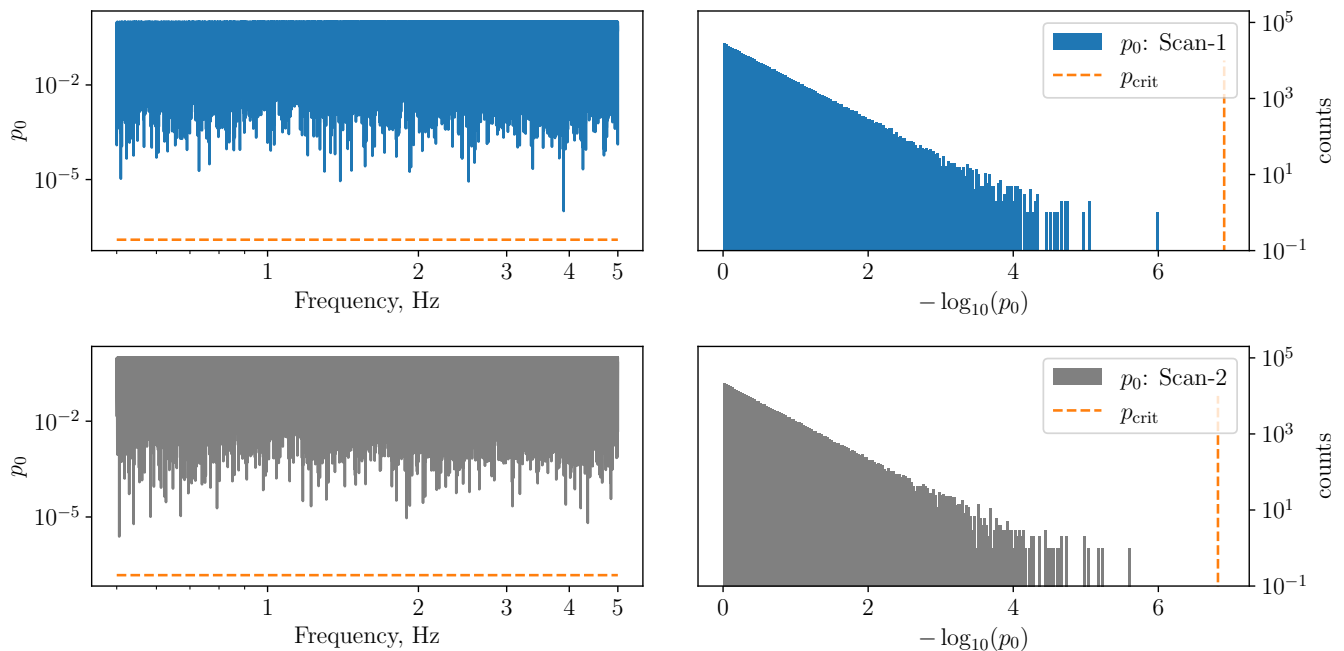 p₀
10⁻²
10⁻⁵
1
2
3
4
5
Frequency, Hz
p₀: Scan-1
p_crit
10⁵
10³
10¹
10⁻¹
counts
0
2
4
6
− log₁₀(p₀)
p₀
10⁻²
10⁻⁵
1
2
3
4
5
Frequency, Hz
p₀: Scan-2
p_crit
10⁵
10³
10¹
10⁻¹
counts
0
2
4
6
− log₁₀(p₀)